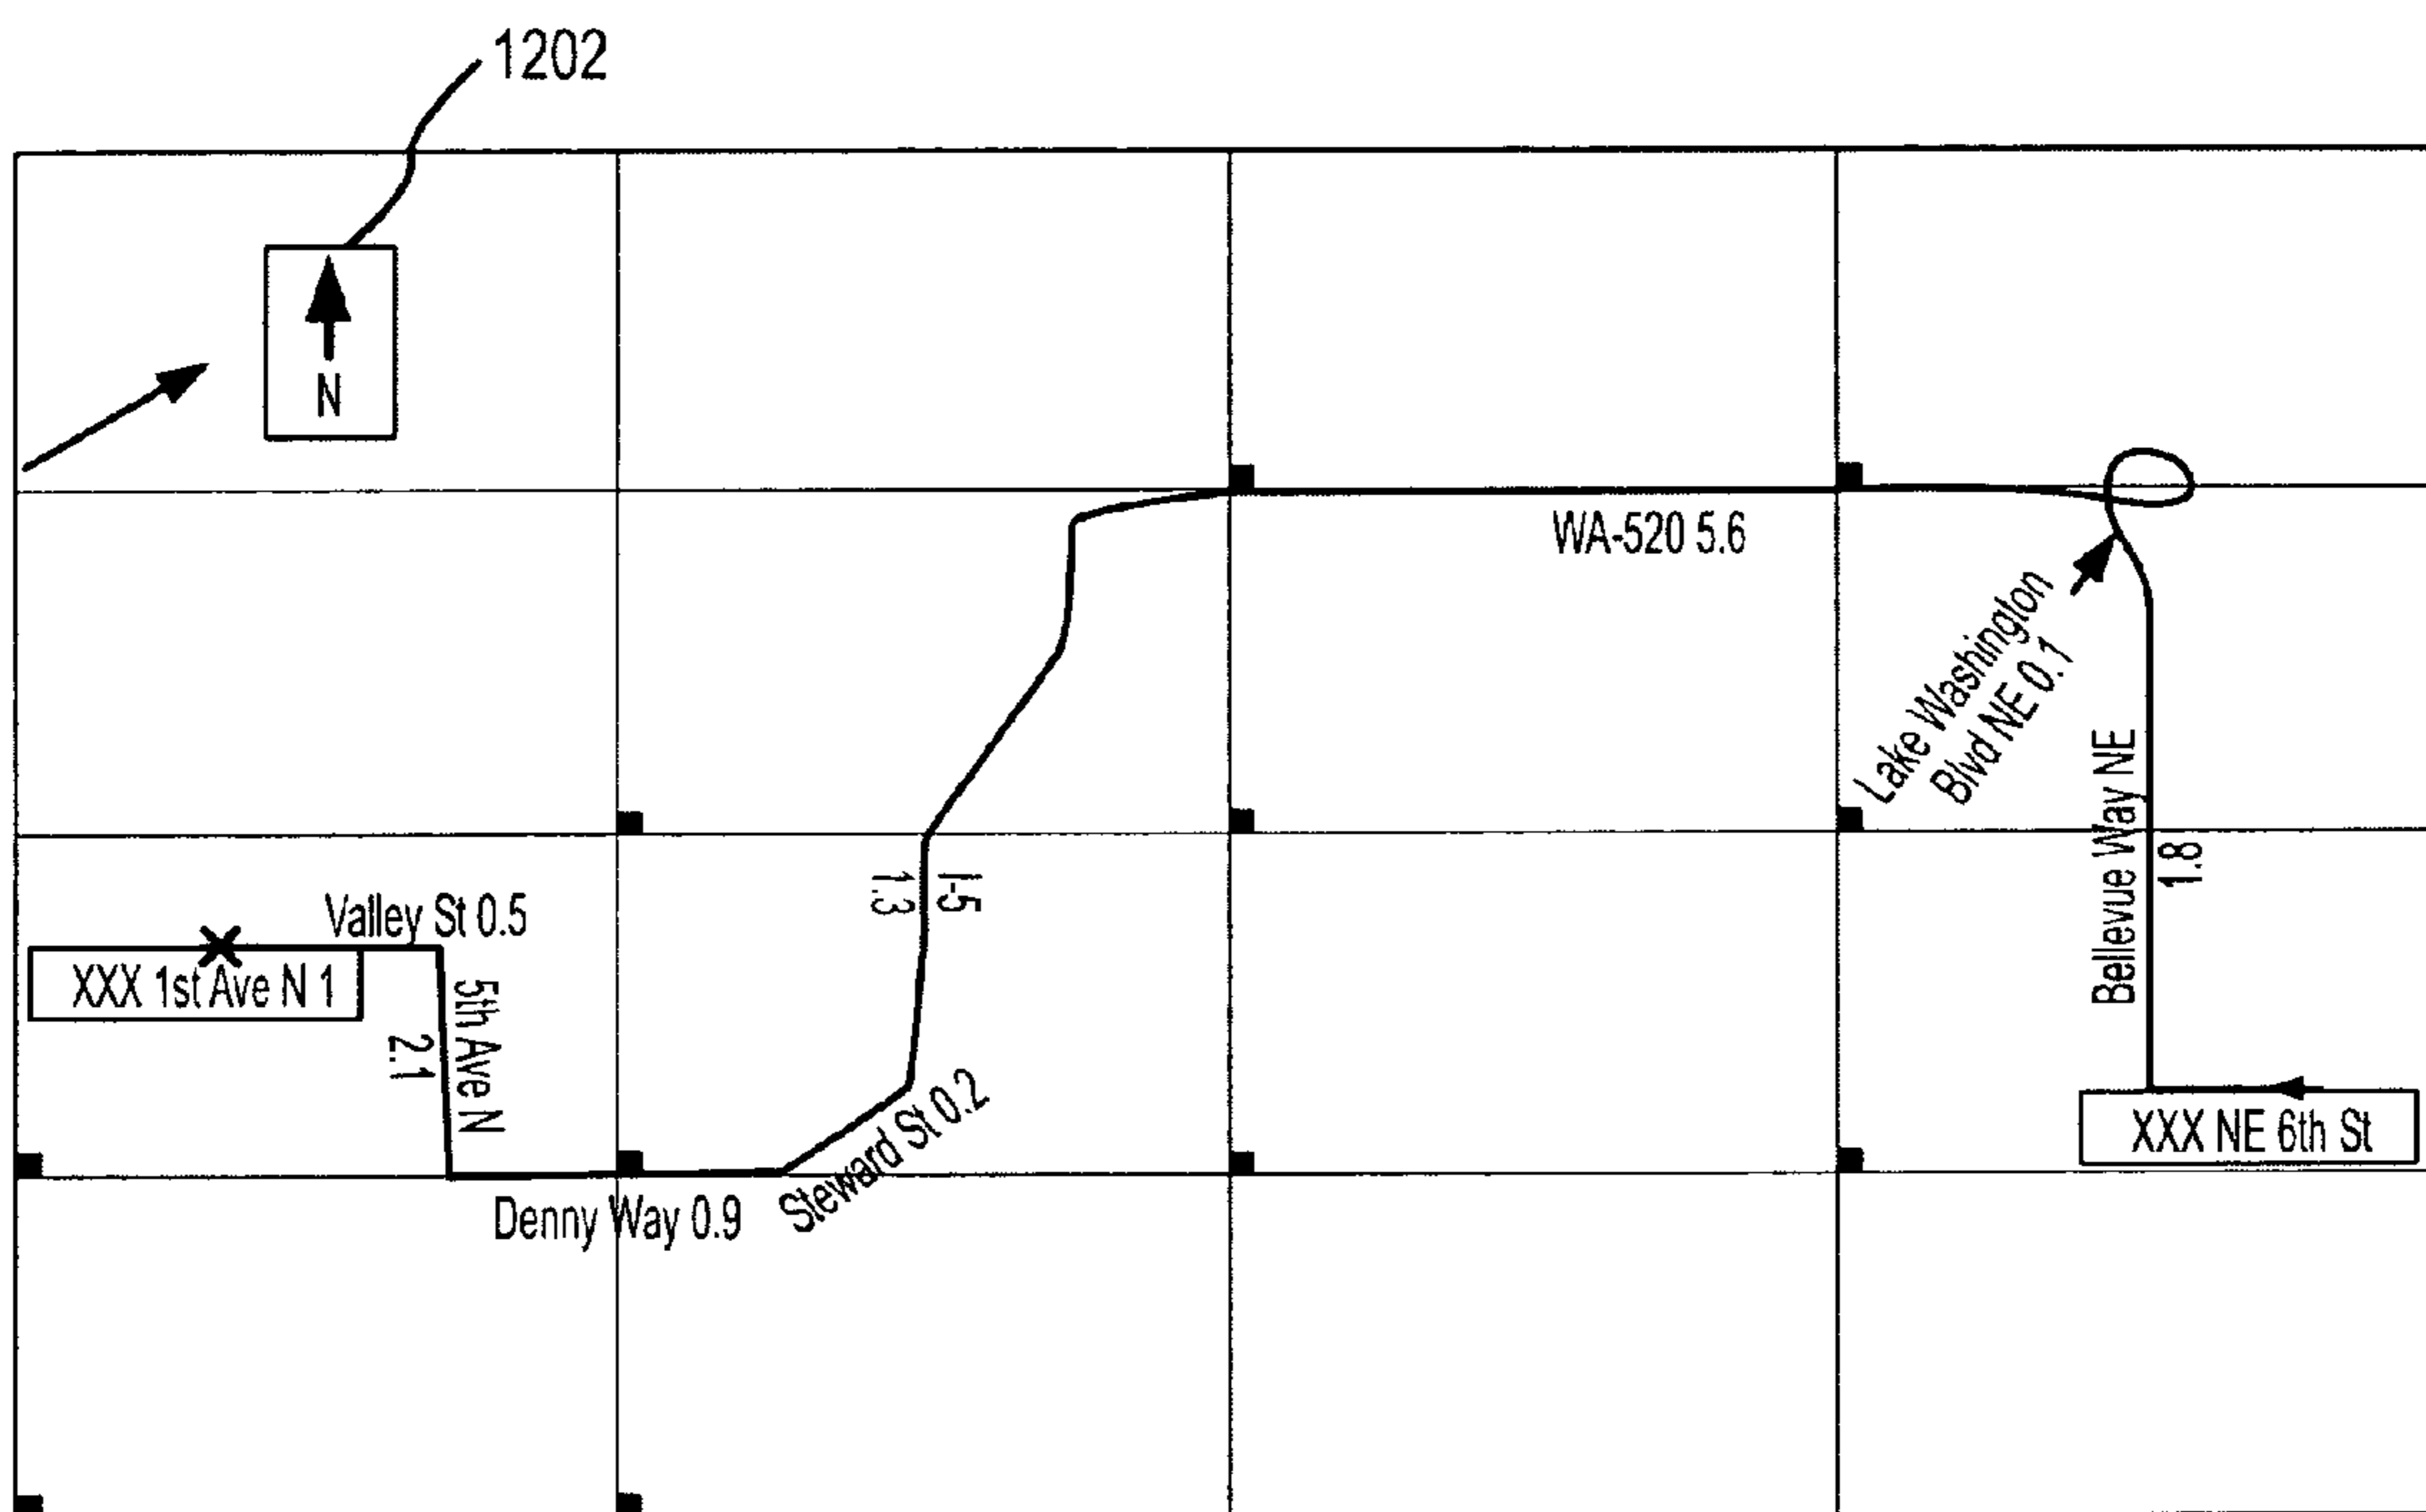 1202
N
WA-520 5.6
Lake Washington
Blvd NE 0.1
Bellevue Way NE
1.8
I-5
1.3
Valley St 0.5
XXX 1st Ave N 1
5th Ave N
2.1
Steward St 0.2
XXX NE 6th St
Denny Way 0.9